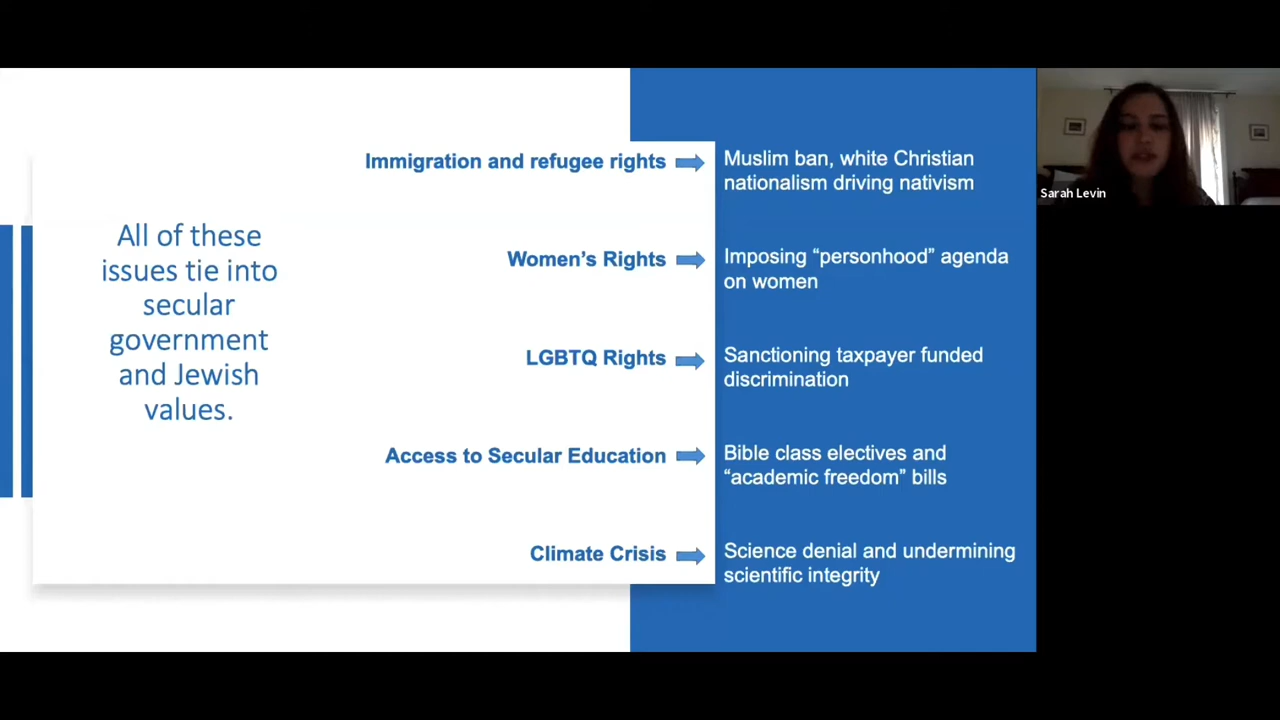 All of these
issues tie into
secular
government
and Jewish
values.
Immigration and refugee rights
Muslim ban, white Christian
nationalism driving nativism
Women’s Rights
Imposing “personhood” agenda
on women
LGBTQ Rights
Sanctioning taxpayer funded
discrimination
Access to Secular Education
Bible class electives and
“academic freedom” bills
Climate Crisis
Science denial and undermining
scientific integrity
Sarah Levin